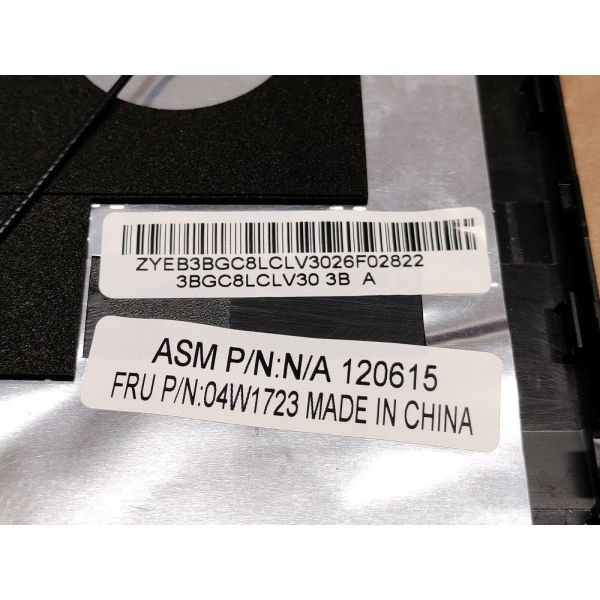 ZYEB3BGC8LCLV3026F02822
3BGC8LCLV30 3B A
ASM P/N:N/A 120615
FRU P/N:04W1723 MADE IN CHINA